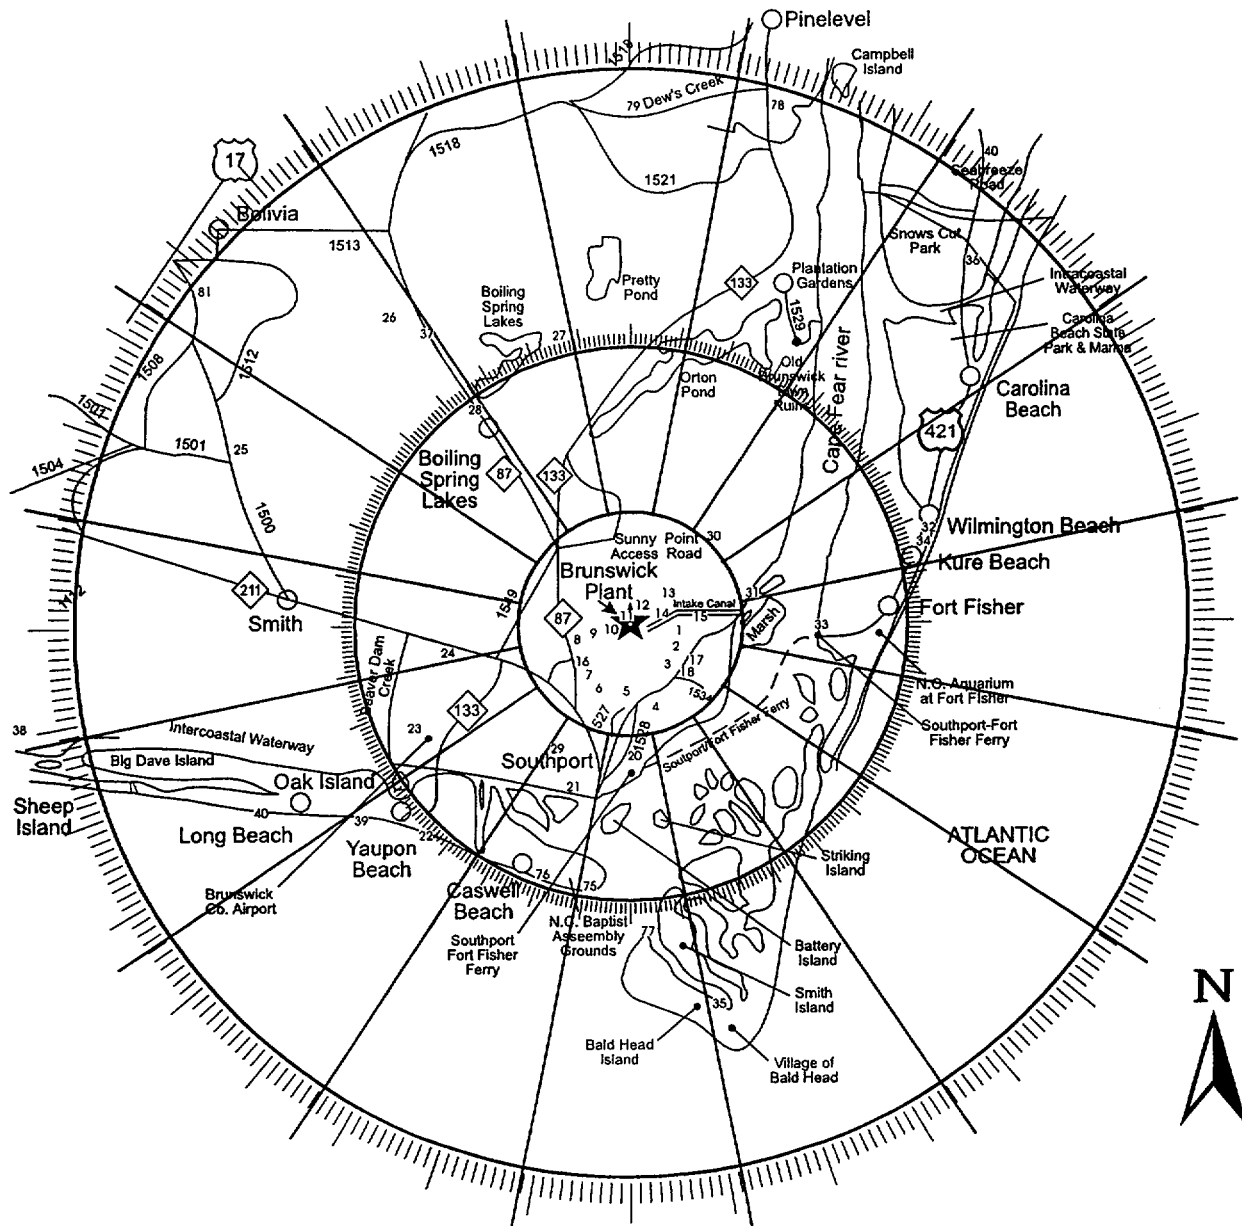 Pinelevel
1516
Campbell
Island
79 Dew's Creek
78
17
1518
40
Seabreeze
Road
1521
Bolivia
1513
Snows Cut
Park
36
Plantation
Gardens
Intracoastal
Waterway
133
Pretty
Pond
81
Boiling
Spring
Lakes
1529
26
37
27
Carolina
Beach State
Park & Marina
1508
1512
Orton
Pond
Old
Brunswick
Town
Ruins
Cape Fear river
Carolina
Beach
1501
28
421
1501
25
1504
Boiling
Spring
Lakes
87
133
1500
32
Wilmington Beach
34
Sunny Point
Access Road
30
Kure Beach
Brunswick
Plant
211
1549
13
31
12
Intake Canal
Smith
87
11
14
15
Marsh
Fort Fisher
8
9
10
1
33
Beaver Dam
Creek
24
2
16
3
17
7
18
N.C. Aquarium
at Fort Fisher
6
5
1534
133
4
38
23
1527
1528
Southport/Fort Fisher Ferry
Southport-Fort
Fisher Ferry
Intercoastal Waterway
29
Southport
20
Big Dave Island
Oak Island
21
Sheep
Island
40
39
22
Long Beach
Yaupon
Beach
ATLANTIC
OCEAN
Striking
Island
76
75
Brunswick
Co. Airport
Caswell
Beach
N.C. Baptist
Asseembly
Grounds
77
Southport
Fort Fisher
Ferry
Battery
Island
35
Smith
Island
N
Bald Head
Island
Village of
Bald Head